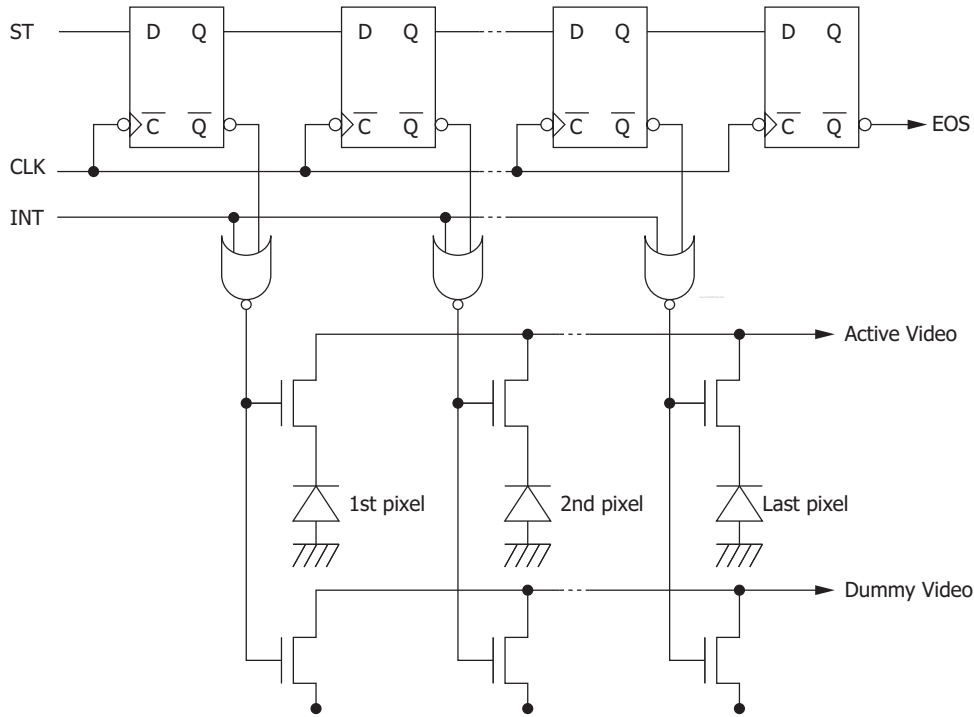 ST
D Q
D Q
D Q
D Q
C̅ Q̅
C̅ Q̅
C̅ Q̅
C̅ Q̅
EOS
CLK
INT
Active Video
1st pixel
2nd pixel
Last pixel
Dummy Video